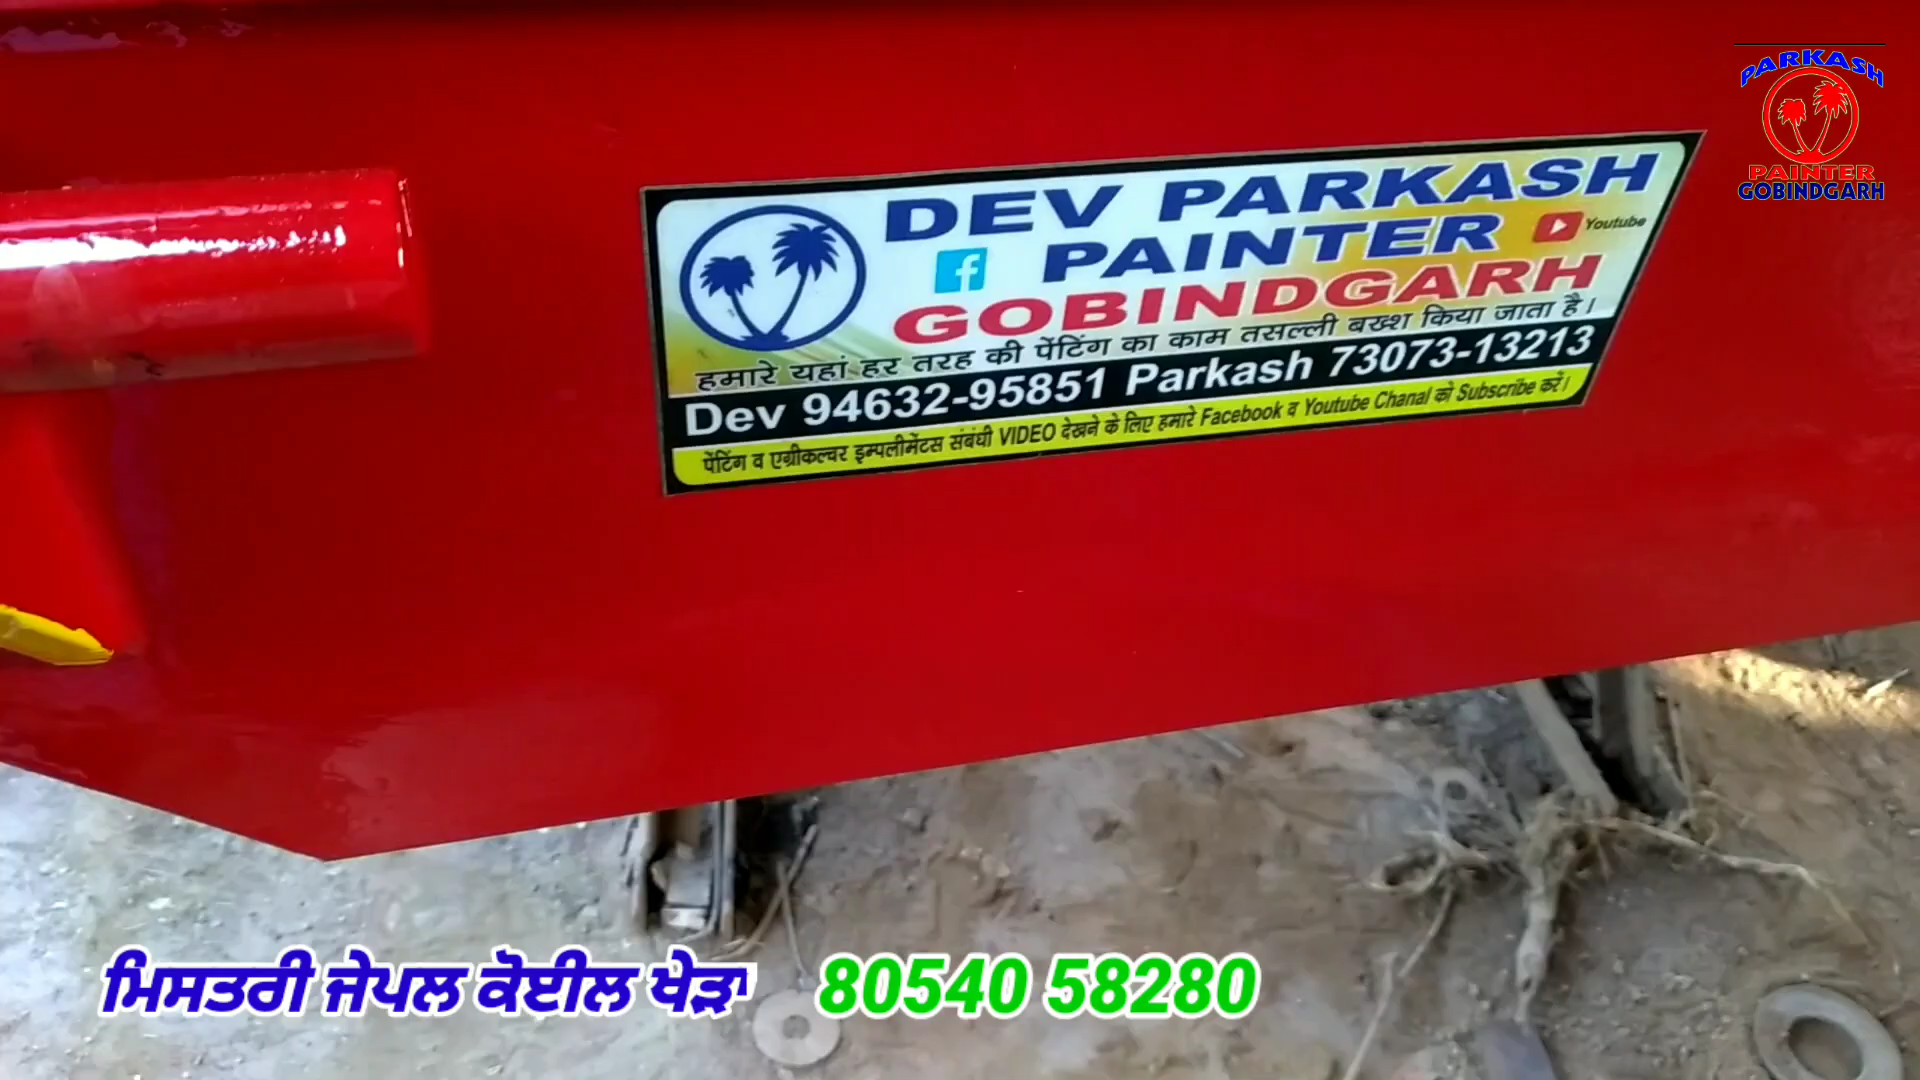 PARKASH
PAINTER
GOBINDGARH
DEV PARKASH
PAINTER
Youtube
GOBINDGARH
हमारे यहां हर तरह की पेंटिंग का काम तसल्ली बख्श किया जाता है।
Dev 94632-95851 Parkash 73073-13213
पेंटिंग व एग्रीकल्चर इम्पलीमेंटस संबंधी VIDEO देखने के लिए हमारे Facebook व Youtube Chanal को Subscribe करें।
ਮਿਸਤਰੀ ਜੇਪਲ ਕੋਈਲ ਖੇੜਾ 80540 58280